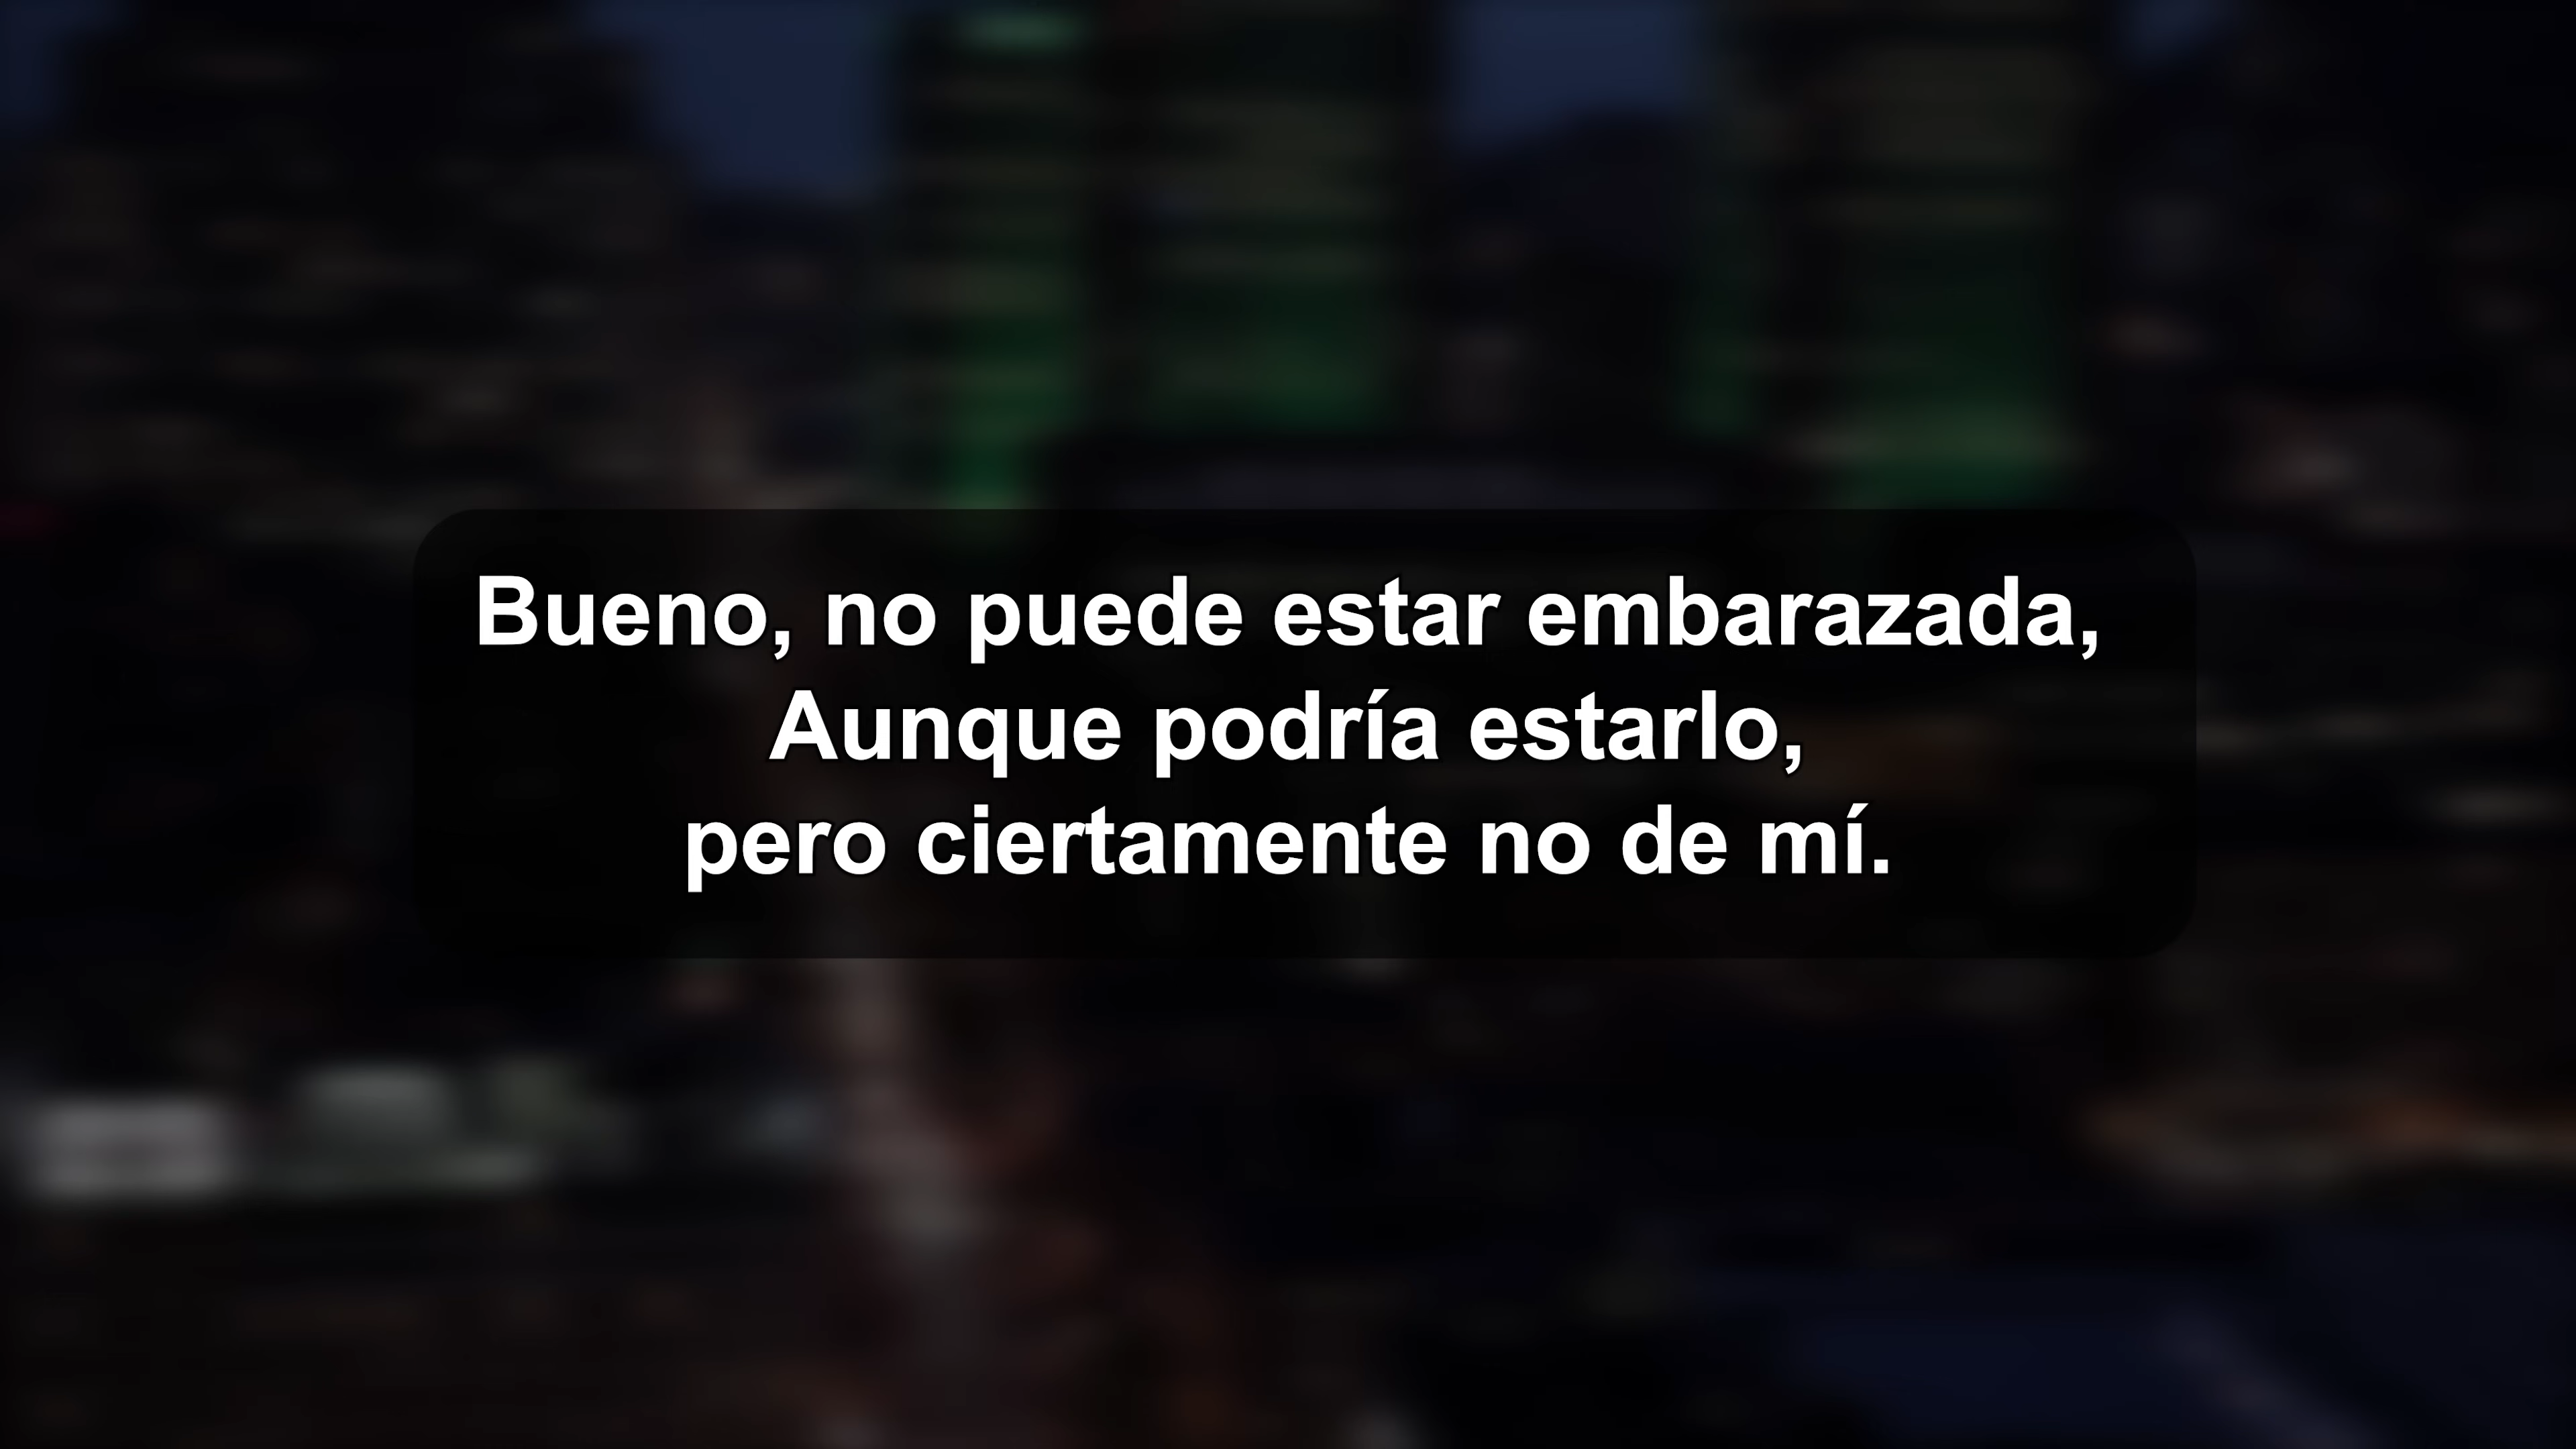 Bueno, no puede estar embarazada,
Aunque podría estarlo,
pero ciertamente no de mí.